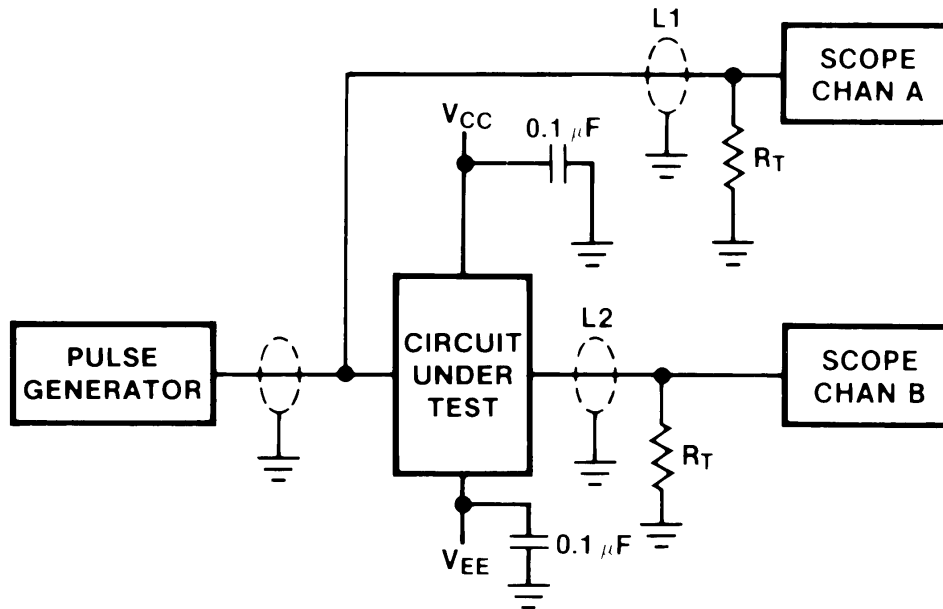 L1
SCOPE
CHAN A
VCC
0.1 μF
RT
PULSE
GENERATOR
CIRCUIT
UNDER
TEST
L2
SCOPE
CHAN B
RT
VEE
0.1 μF